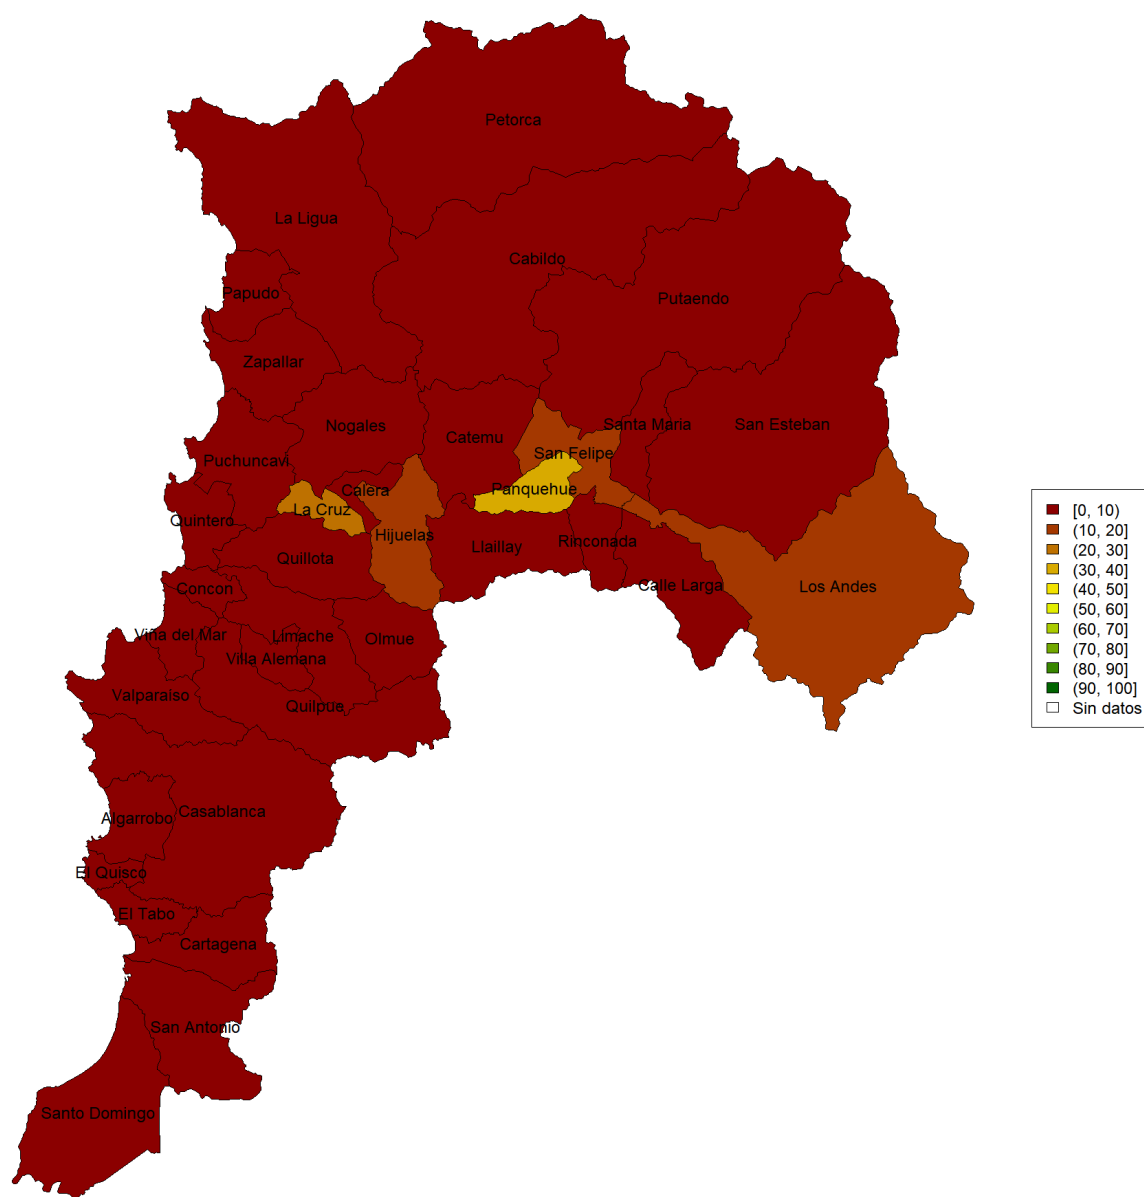 Petorca
La Ligua
Cabildo
Papudo
Putaendo
Zapallar
Nogales
Catemu
Santa Maria
San Esteban
San Felipe
Puchuncavi
Calera
Panquehue
La Cruz
Quintero
Hijuelas
Llaillay
Rinconada
Quillota
Calle Larga
Los Andes
Concon
Viña del Mar
Limache
Olmue
Villa Alemana
Valparaiso
Quilpue
Casablanca
Algarrobo
El Quisco
El Tabo
Cartagena
San Antonio
Santo Domingo
[0, 10)
(10, 20]
(20, 30]
(30, 40]
(40, 50]
(50, 60]
(60, 70]
(70, 80]
(80, 90]
(90, 100]
Sin datos